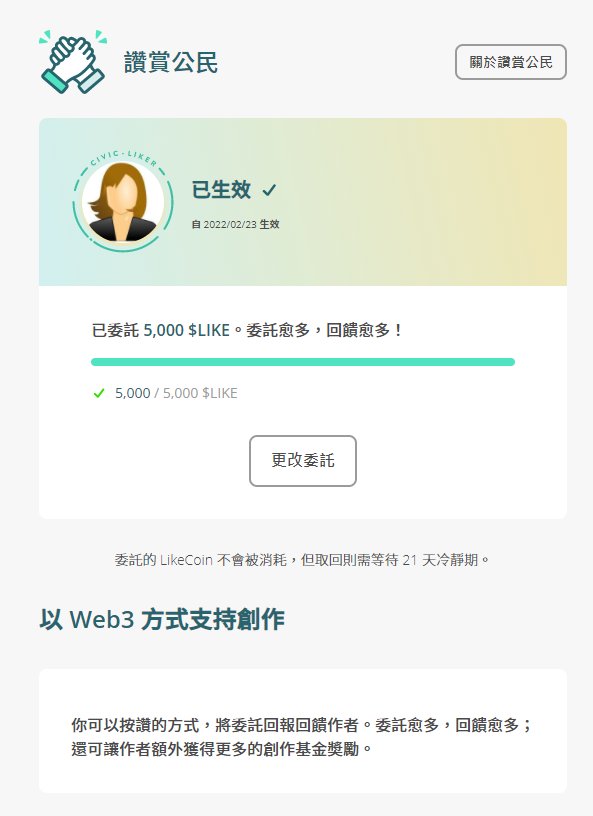 讚賞公民
關於讚賞公民
CIVIC-LIKER
已生效
自 2022/02/23 生效
已委託 5,000 $LIKE。委託愈多，回饋愈多！
5,000 / 5,000 $LIKE
更改委託
委託的 LikeCoin 不會被消耗，但取回則需等待 21 天冷靜期。
以 Web3 方式支持創作
你可以按讚的方式，將委託回報回饋作者。委託愈多，回饋愈多；
還可讓作者額外獲得更多的創作基金獎勵。